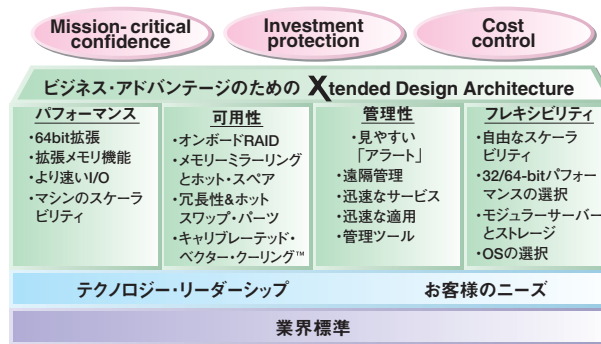 Mission- critical
confidence
Investment
protection
Cost
control
ビジネス・アドバンテージのための Xtended Design Architecture
パフォーマンス
・64bit拡張
・拡張メモリ機能
・より速いI/O
・マシンのスケーラ
ビリティ
可用性
・オンボードRAID
・メモリーミラーリング
とホット・スペア
・冗長性&ホット
スワップ・パーツ
・キャリブレーテッド・
ベクター・クーリング™
管理性
・見やすい
「アラート」
・遠隔管理
・迅速なサービス
・迅速な適用
・管理ツール
フレキシビリティ
・自由なスケーラ
ビリティ
・32/64-bitパフォー
マンスの選択
・モジュラーサーバー
とストレージ
・OSの選択
テクノロジー・リーダーシップ
お客様のニーズ
業界標準